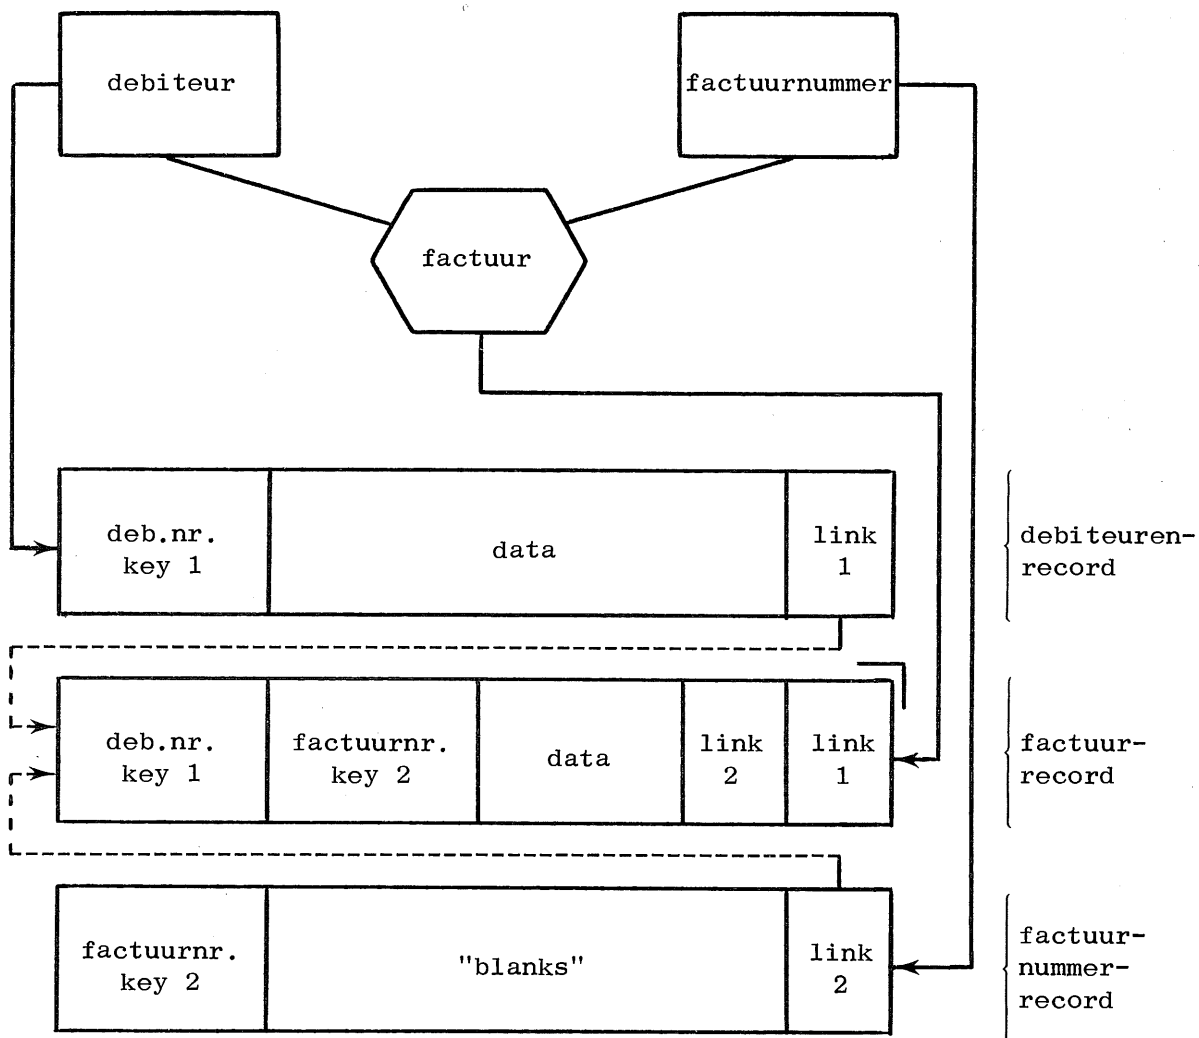 debiteur
factuurnummer
factuur
deb.nr.
key 1
data
link
1
debiteuren-
record
deb.nr.
key 1
factuurnr.
key 2
data
link
2
link
1
factuur-
record
factuurnr.
key 2
"blanks"
link
2
factuur-
nummer-
record